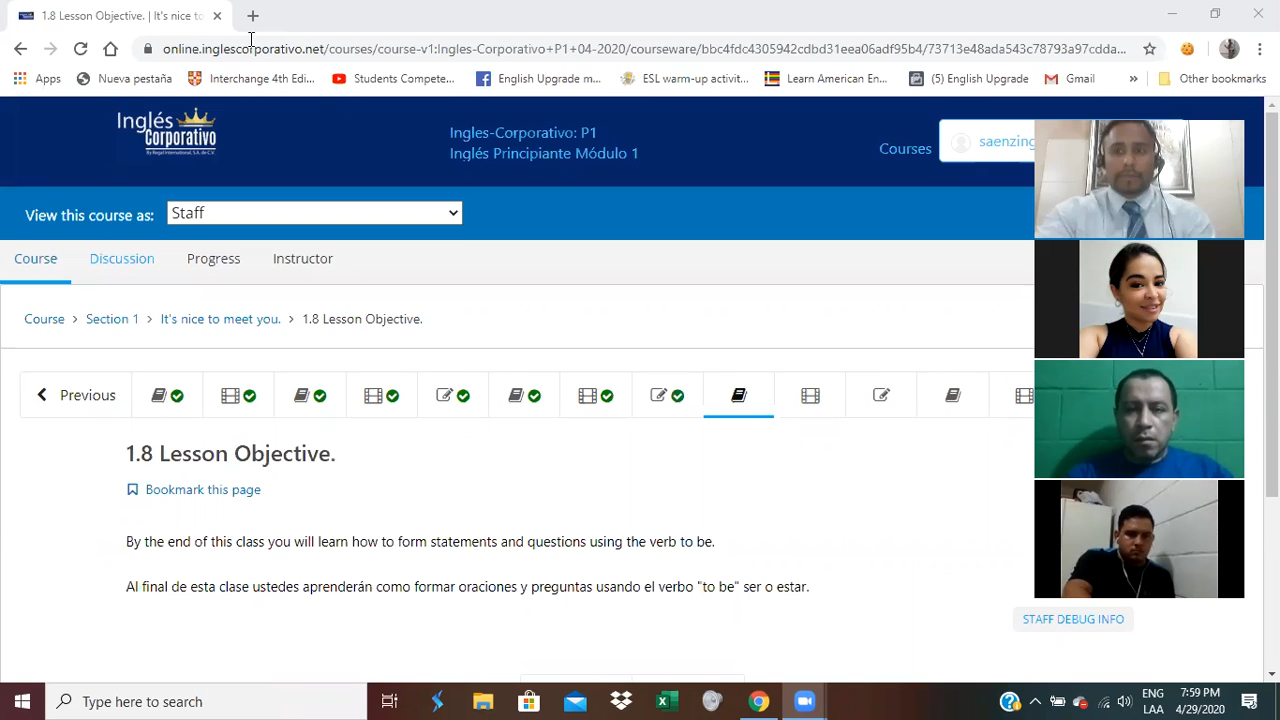 1.8 Lesson Objective. | It's nice to
online.inglescorporativo.net/courses/course-v1:Ingles-Corporativo+P1+04-2020/courseware/bbc4fdc4305942cdbd31eea06adf95b4/73713e48ada543c78793a97cdda...
Apps
Nueva pestaña
Interchange 4th Edi...
Students Compete...
English Upgrade m...
ESL warm-up activit...
Learn American En...
(5) English Upgrade
Gmail
»
Other bookmarks
Inglés
Corporativo
By Regal International, S.A. de C.V.
Ingles-Corporativo: P1
Inglés Principiante Módulo 1
Courses
saenzing
View this course as:
Staff
Course
Discussion
Progress
Instructor
Course > Section 1 > It's nice to meet you. > 1.8 Lesson Objective.
Previous
1.8 Lesson Objective.
Bookmark this page
By the end of this class you will learn how to form statements and questions using the verb to be.
Al final de esta clase ustedes aprenderán como formar oraciones y preguntas usando el verbo "to be" ser o estar.
STAFF DEBUG INFO
Type here to search
ENG
LAA
7:59 PM
4/29/2020